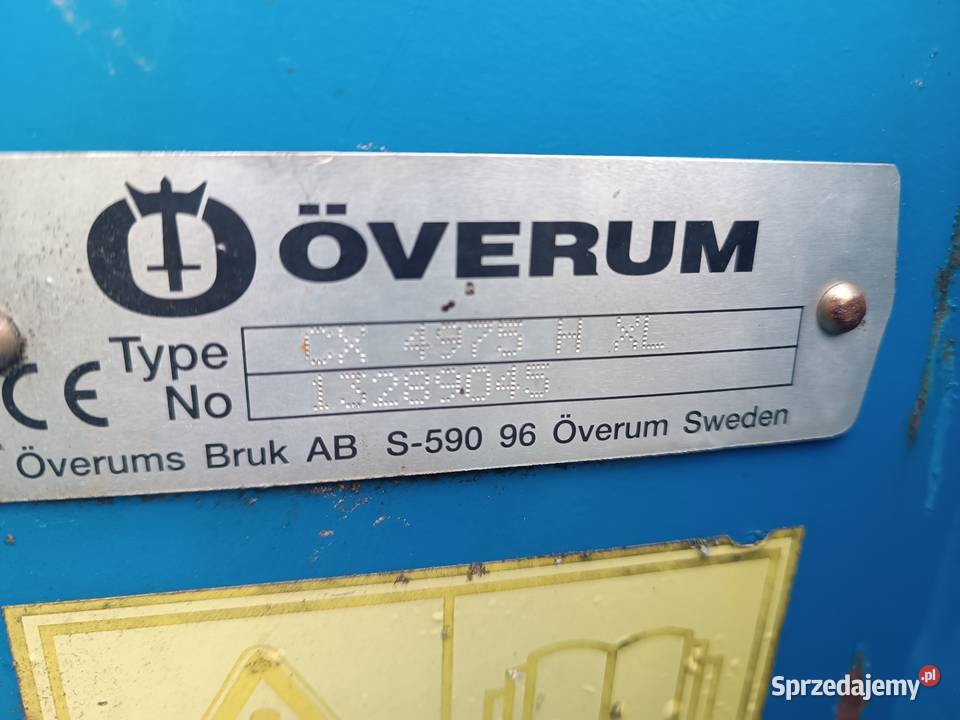 ÖVERUM
Type CX 4975 H XL
CE No 13289045
Överums Bruk AB S-590 96 Överum Sweden
Sprzedajemy.pl